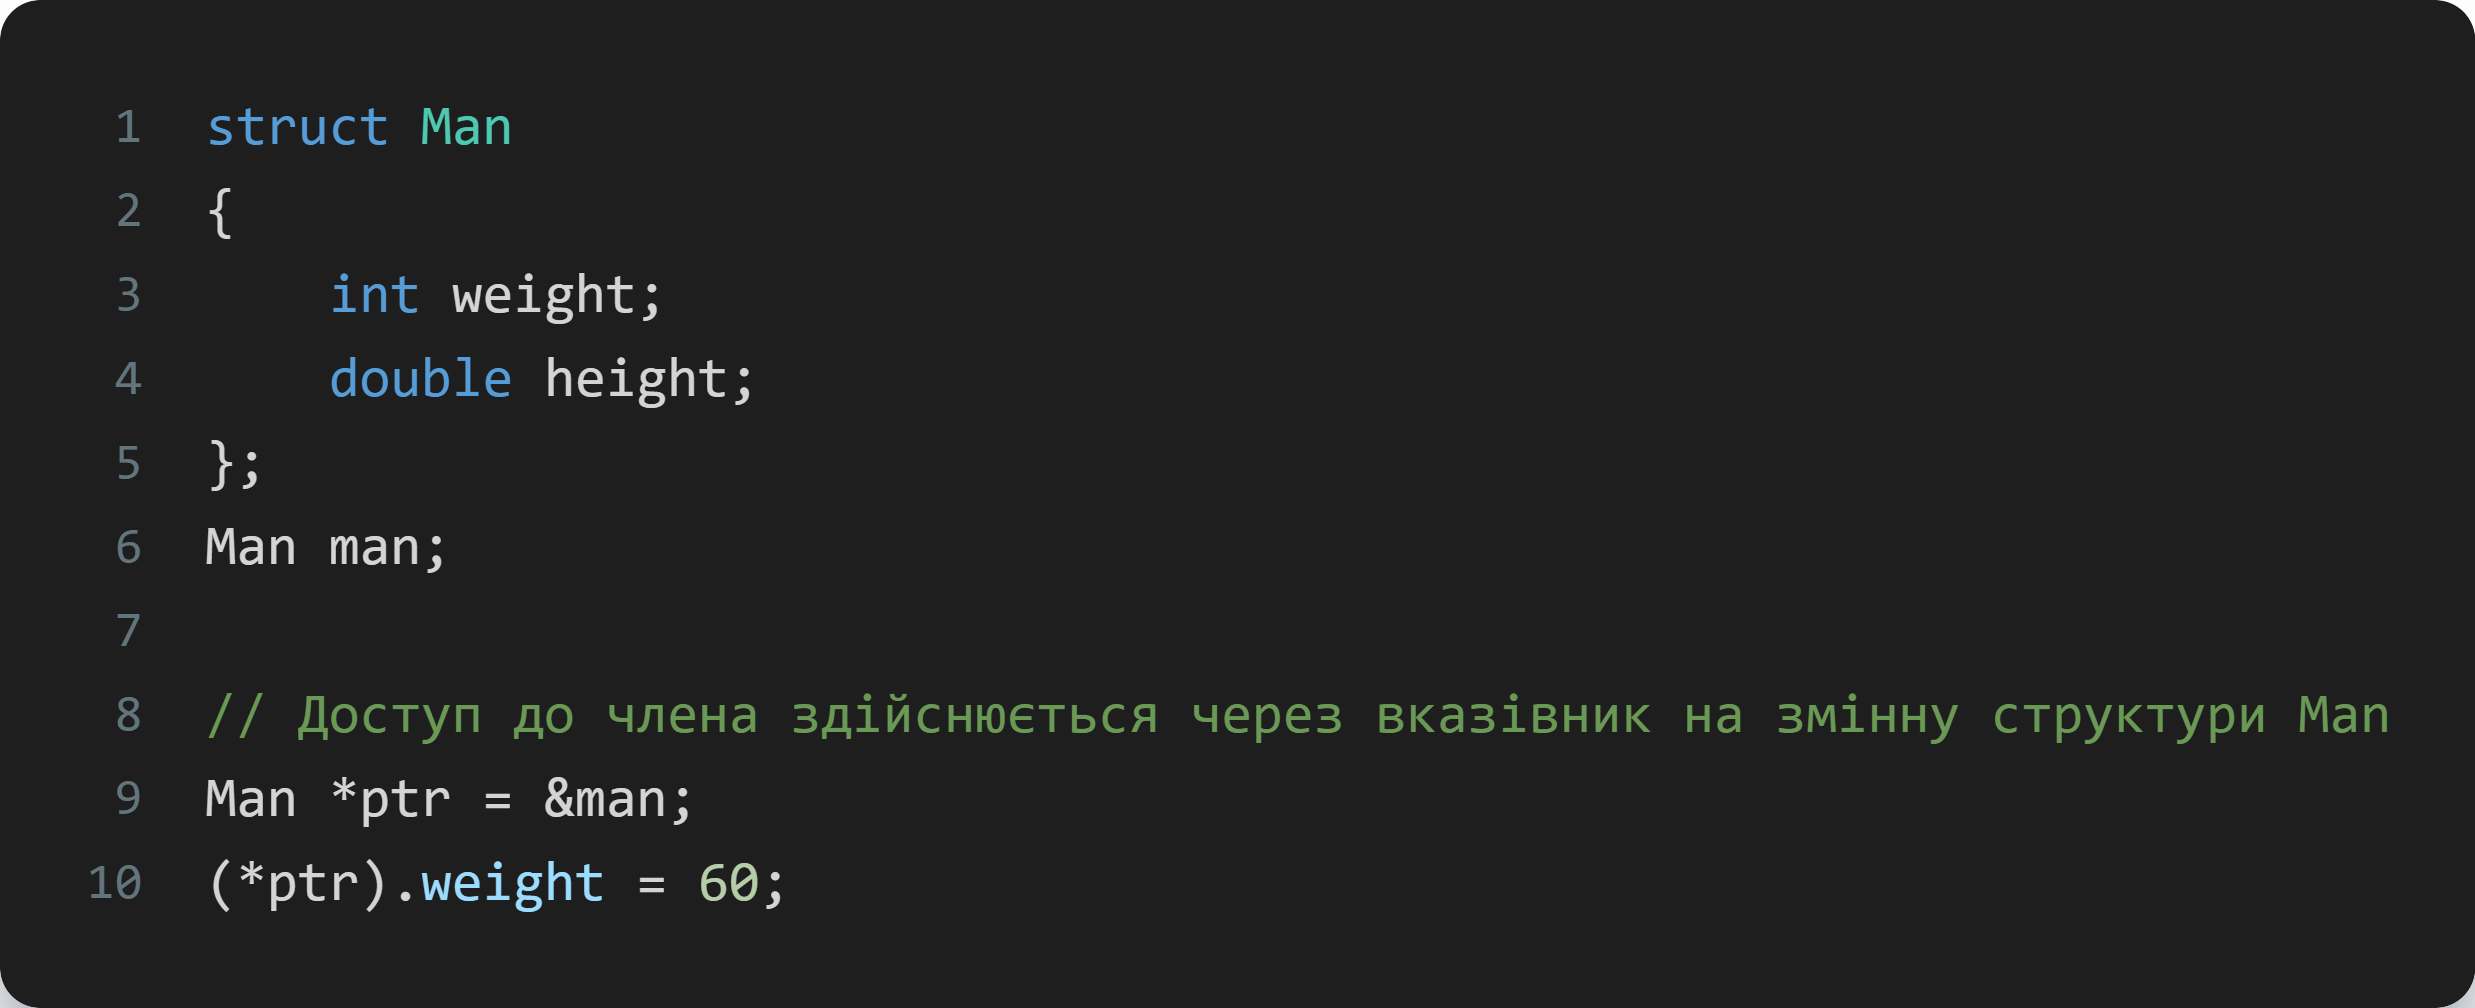 1 struct Man
2 {
3     int weight;
4     double height;
5 };
6 Man man;
7
8 // Доступ до члена здійснюється через вказівник на змінну структури Man
9 Man *ptr = &man;
10 (*ptr).weight = 60;